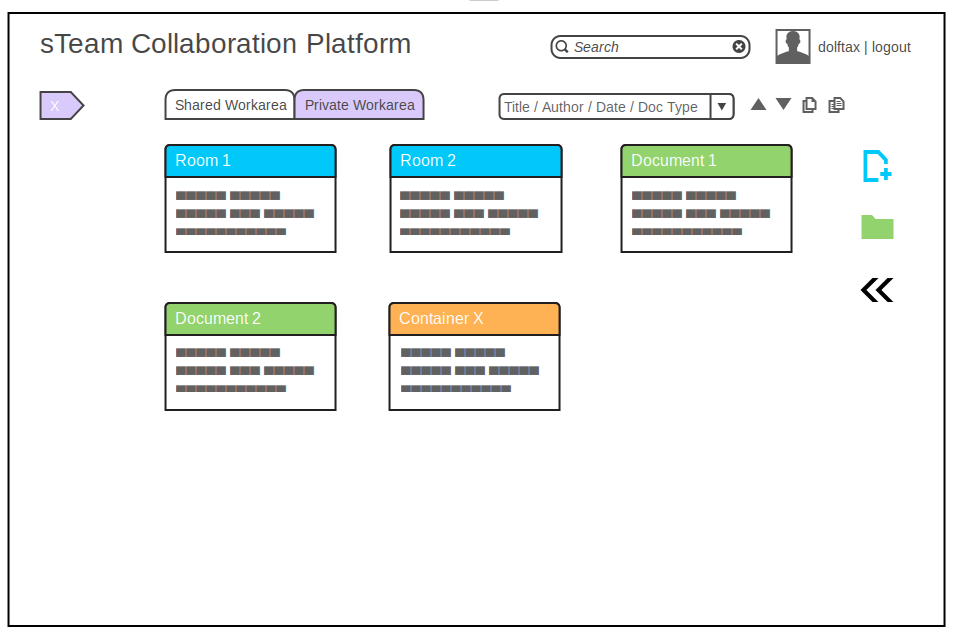 sTeam Collaboration Platform
Search
dolftax | logout
X
Shared Workarea
Private Workarea
Title / Author / Date / Doc Type
Room 1
Room 2
Document 1
Document 2
Container X